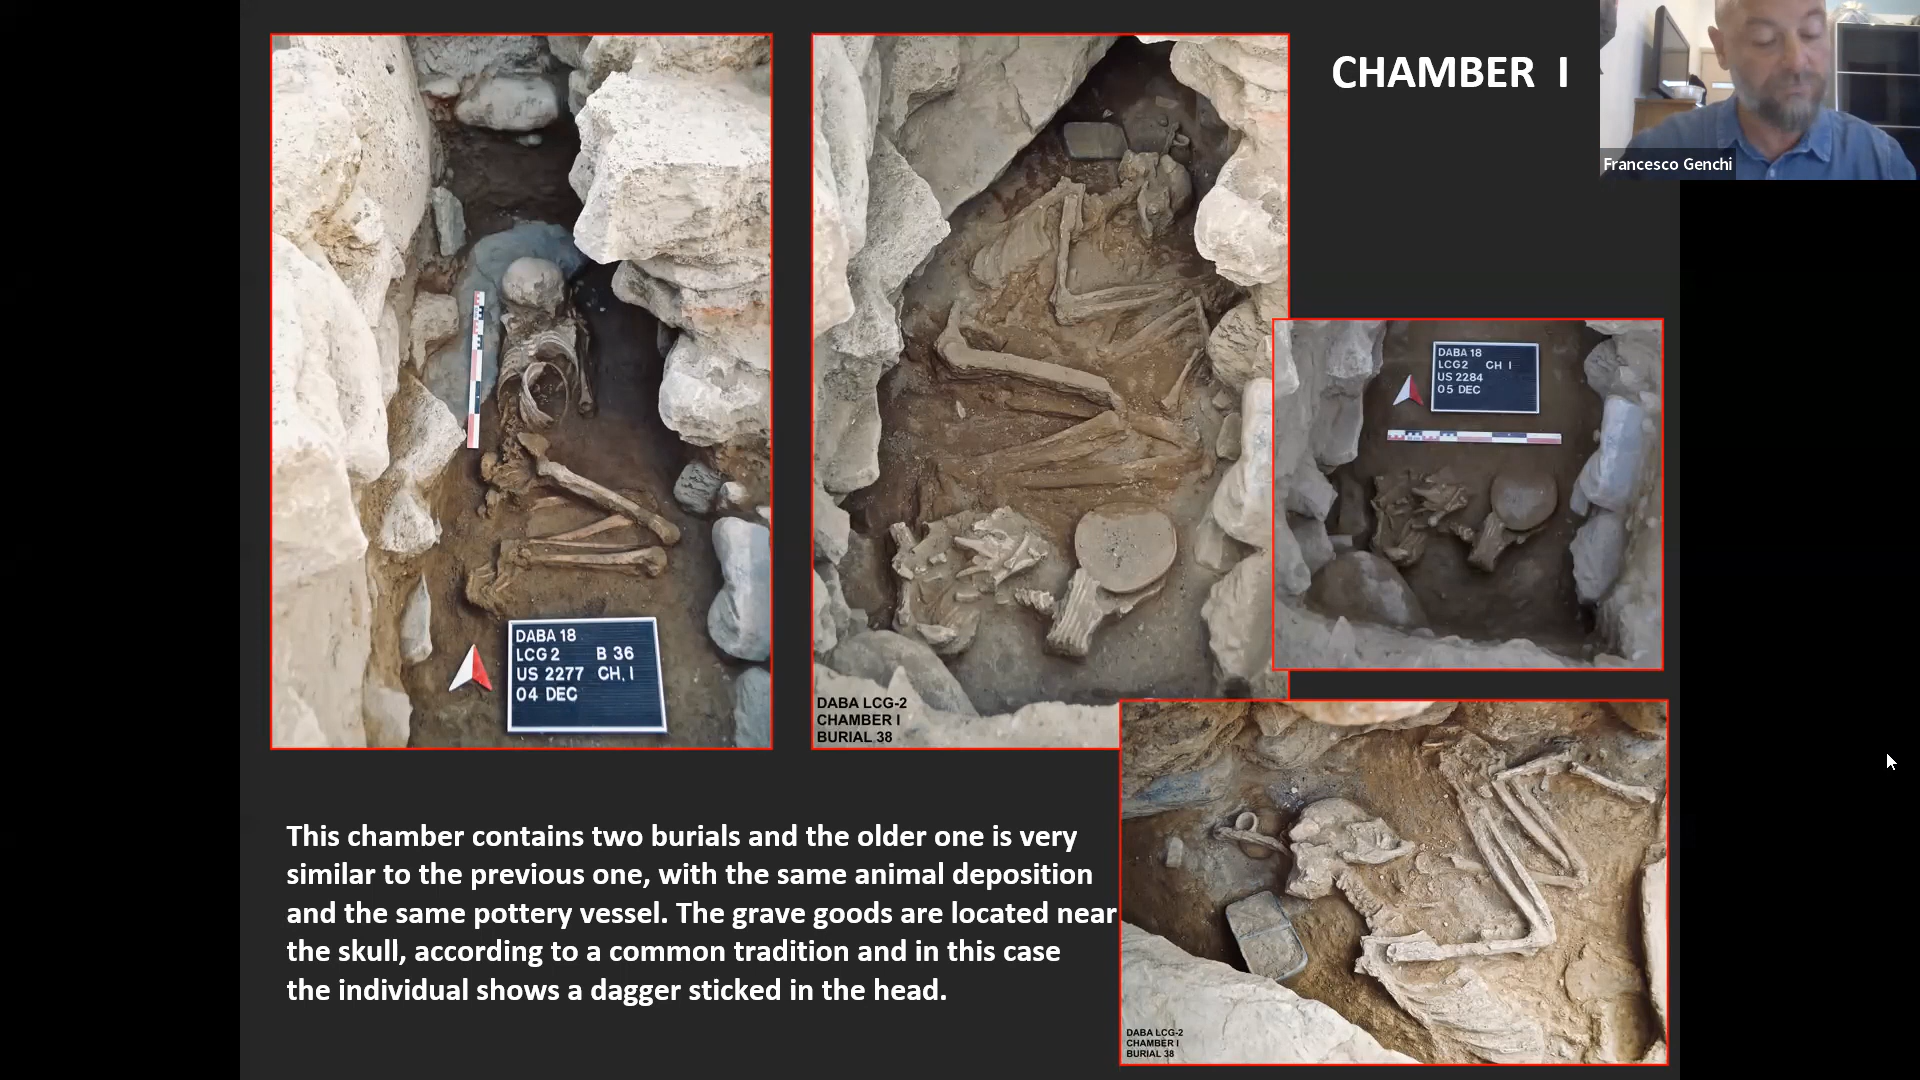 CHAMBER I
Francesco Genchi
DABA 18
LCG2 B 36
US 2277 CH. I
04 DEC
DABA LCG-2
CHAMBER I
BURIAL 38
DABA 18
LCG2 CH I
US 2284
05 DEC
DABA LCG-2
CHAMBER I
BURIAL 38
This chamber contains two burials and the older one is very
similar to the previous one, with the same animal deposition
and the same pottery vessel. The grave goods are located near
the skull, according to a common tradition and in this case
the individual shows a dagger sticked in the head.